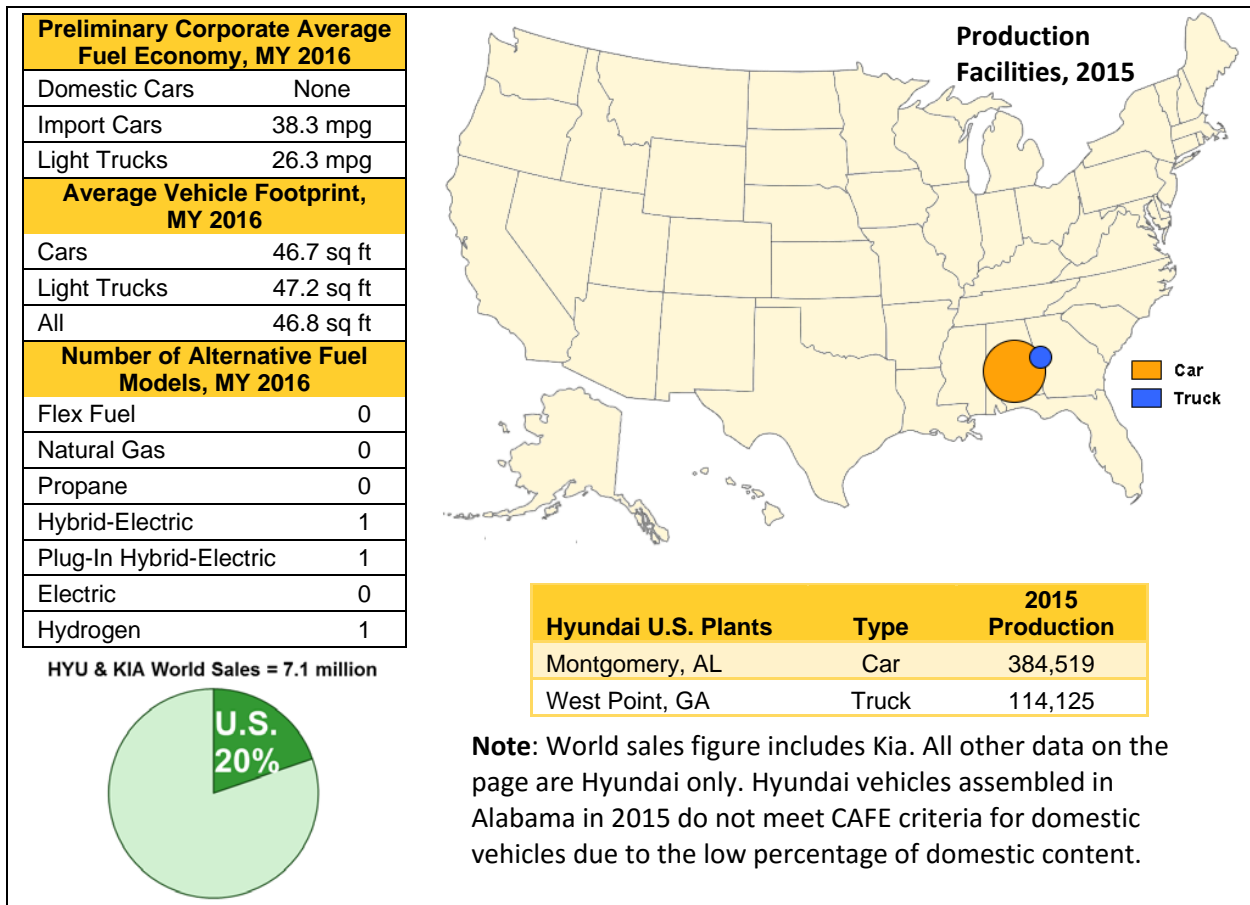 Preliminary Corporate Average
Fuel Economy, MY 2016
Domestic Cars None
Import Cars 38.3 mpg
Light Trucks 26.3 mpg
Average Vehicle Footprint,
MY 2016
Cars 46.7 sq ft
Light Trucks 47.2 sq ft
All 46.8 sq ft
Number of Alternative Fuel
Models, MY 2016
Flex Fuel 0
Natural Gas 0
Propane 0
Hybrid-Electric 1
Plug-In Hybrid-Electric 1
Electric 0
Hydrogen 1
HYU & KIA World Sales = 7.1 million
U.S.
20%
Production
Facilities, 2015
Car
Truck
Hyundai U.S. Plants Type 2015 Production
Montgomery, AL Car 384,519
West Point, GA Truck 114,125
Note: World sales figure includes Kia. All other data on the
page are Hyundai only. Hyundai vehicles assembled in
Alabama in 2015 do not meet CAFE criteria for domestic
vehicles due to the low percentage of domestic content.